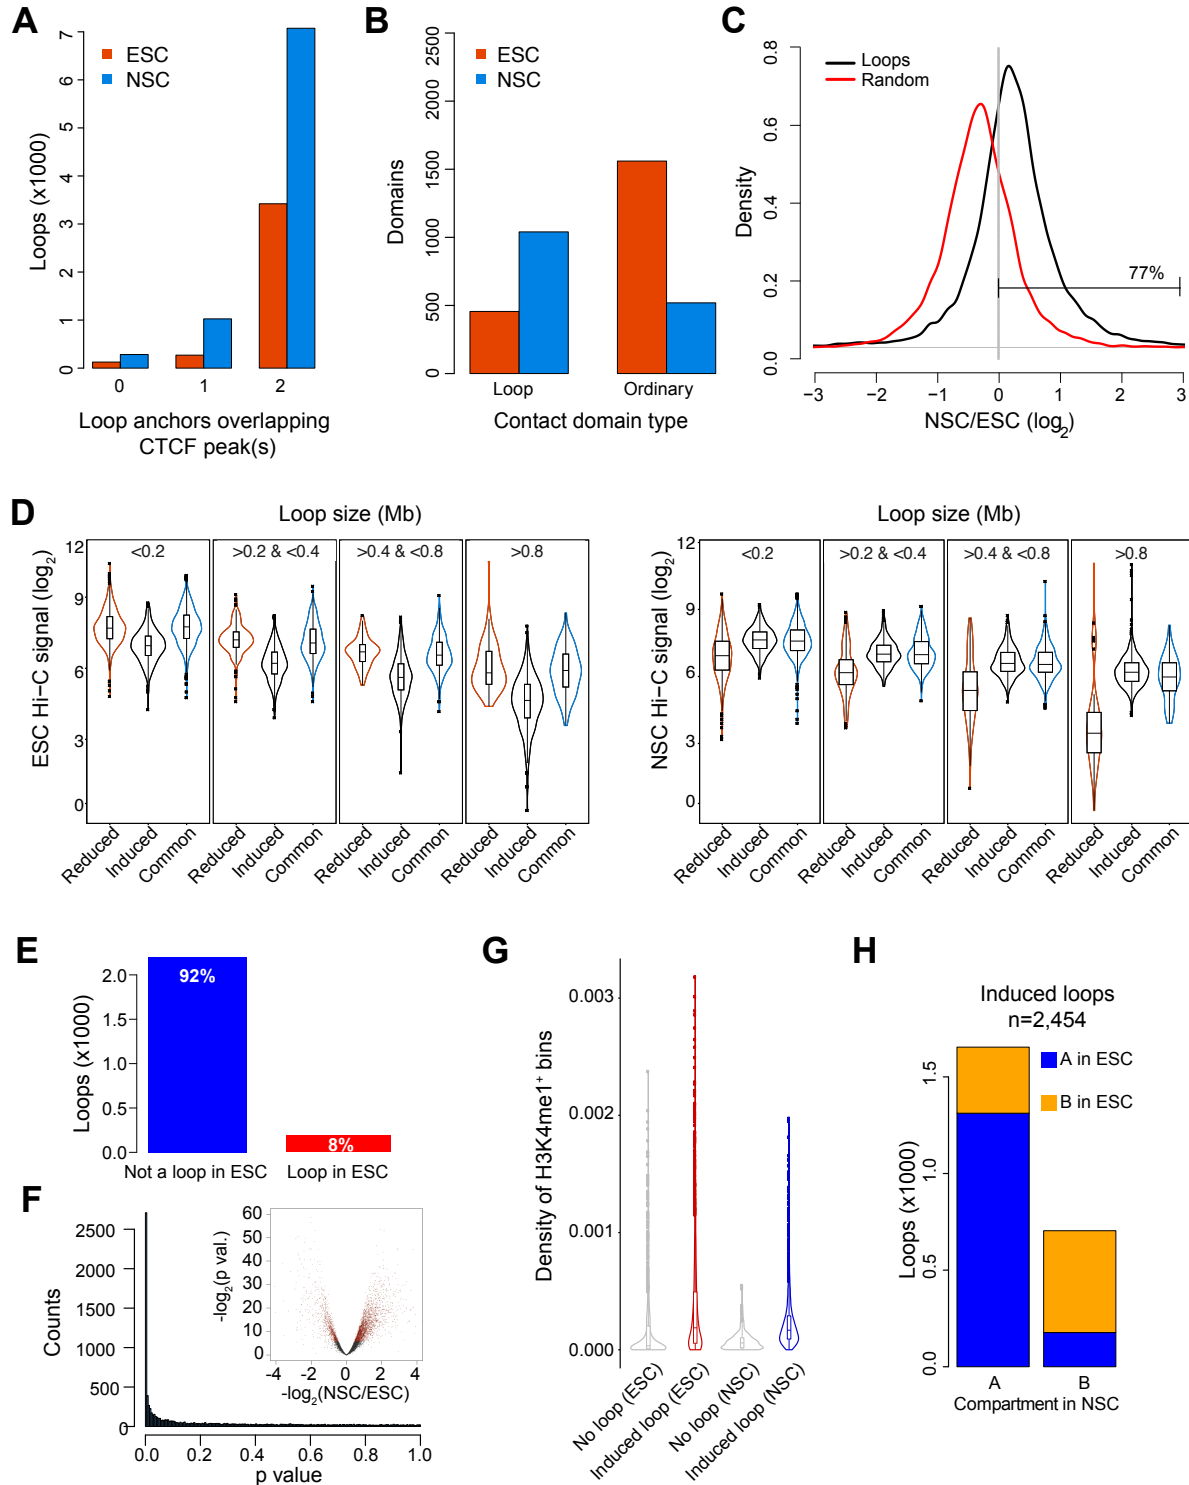 A
ESC
NSC
Loops (x1000)
0
1
2
3
4
5
6
7
0 1 2
Loop anchors overlapping
CTCF peak(s)
B
ESC
NSC
Domains
0
500
1000
1500
2000
2500
Loop Ordinary
Contact domain type
C
Loops
Random
Density
0.0
0.2
0.4
0.6
0.8
77%
−3 −2 −1 0 1 2 3
NSC/ESC (log2)
D
Loop size (Mb)
ESC Hi−C signal (log2)
12
9
6
3
0
<0.2 >0.2 & <0.4 >0.4 & <0.8 >0.8
Reduced Induced Common Reduced Induced Common Reduced Induced Common Reduced Induced Common
Loop size (Mb)
NSC Hi−C signal (log2)
12
9
6
3
0
<0.2 >0.2 & <0.4 >0.4 & <0.8 >0.8
Reduced Induced Common Reduced Induced Common Reduced Induced Common Reduced Induced Common
E
Loops (x1000)
2.0
1.5
1.0
0.5
0.0
92%
8%
Not a loop in ESC Loop in ESC
F
Counts
2500
2000
1500
1000
500
0
0.0 0.2 0.4 0.6 0.8 1.0
p value
-log2(p val.)
60
50
40
30
20
10
0
−4 −2 0 2 4
-log2(NSC/ESC)
G
Density of H3K4me1+ bins
0.003
0.002
0.001
0.000
No loop (ESC)
Induced loop (ESC)
No loop (NSC)
Induced loop (NSC)
H
Induced loops
n=2,454
A in ESC
B in ESC
Loops (x1000)
1.5
1.0
0.5
0.0
A B
Compartment in NSC